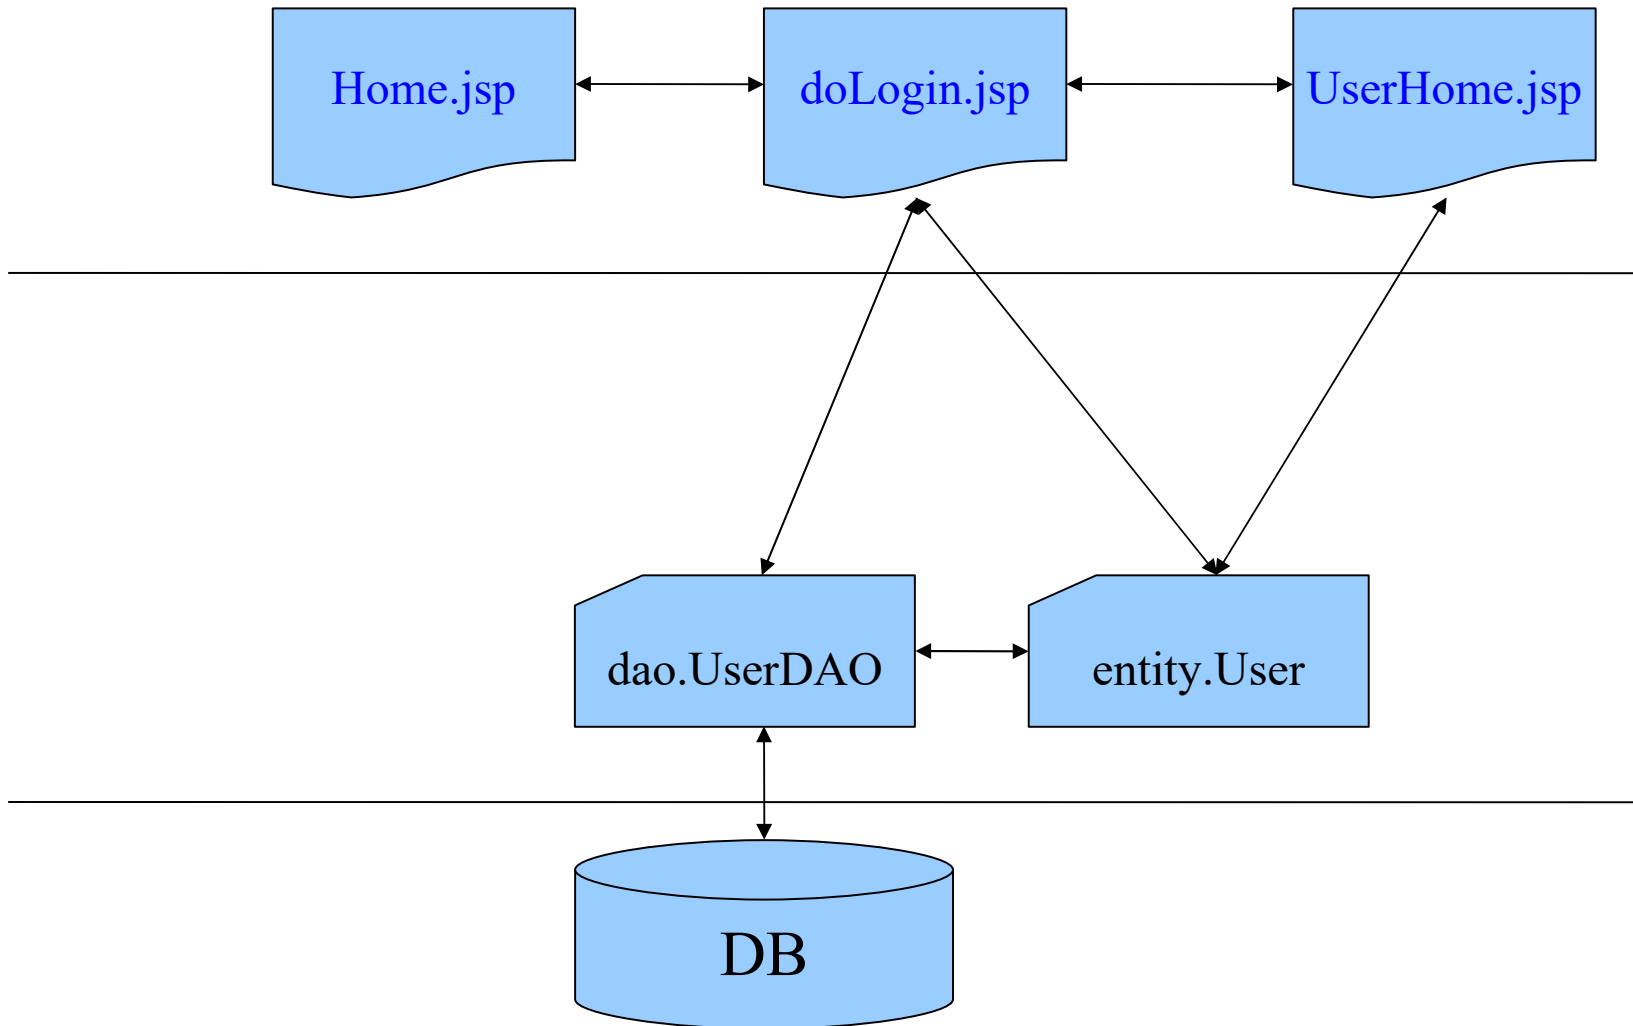 Home.jsp
doLogin.jsp
UserHome.jsp
dao.UserDAO
entity.User
DB